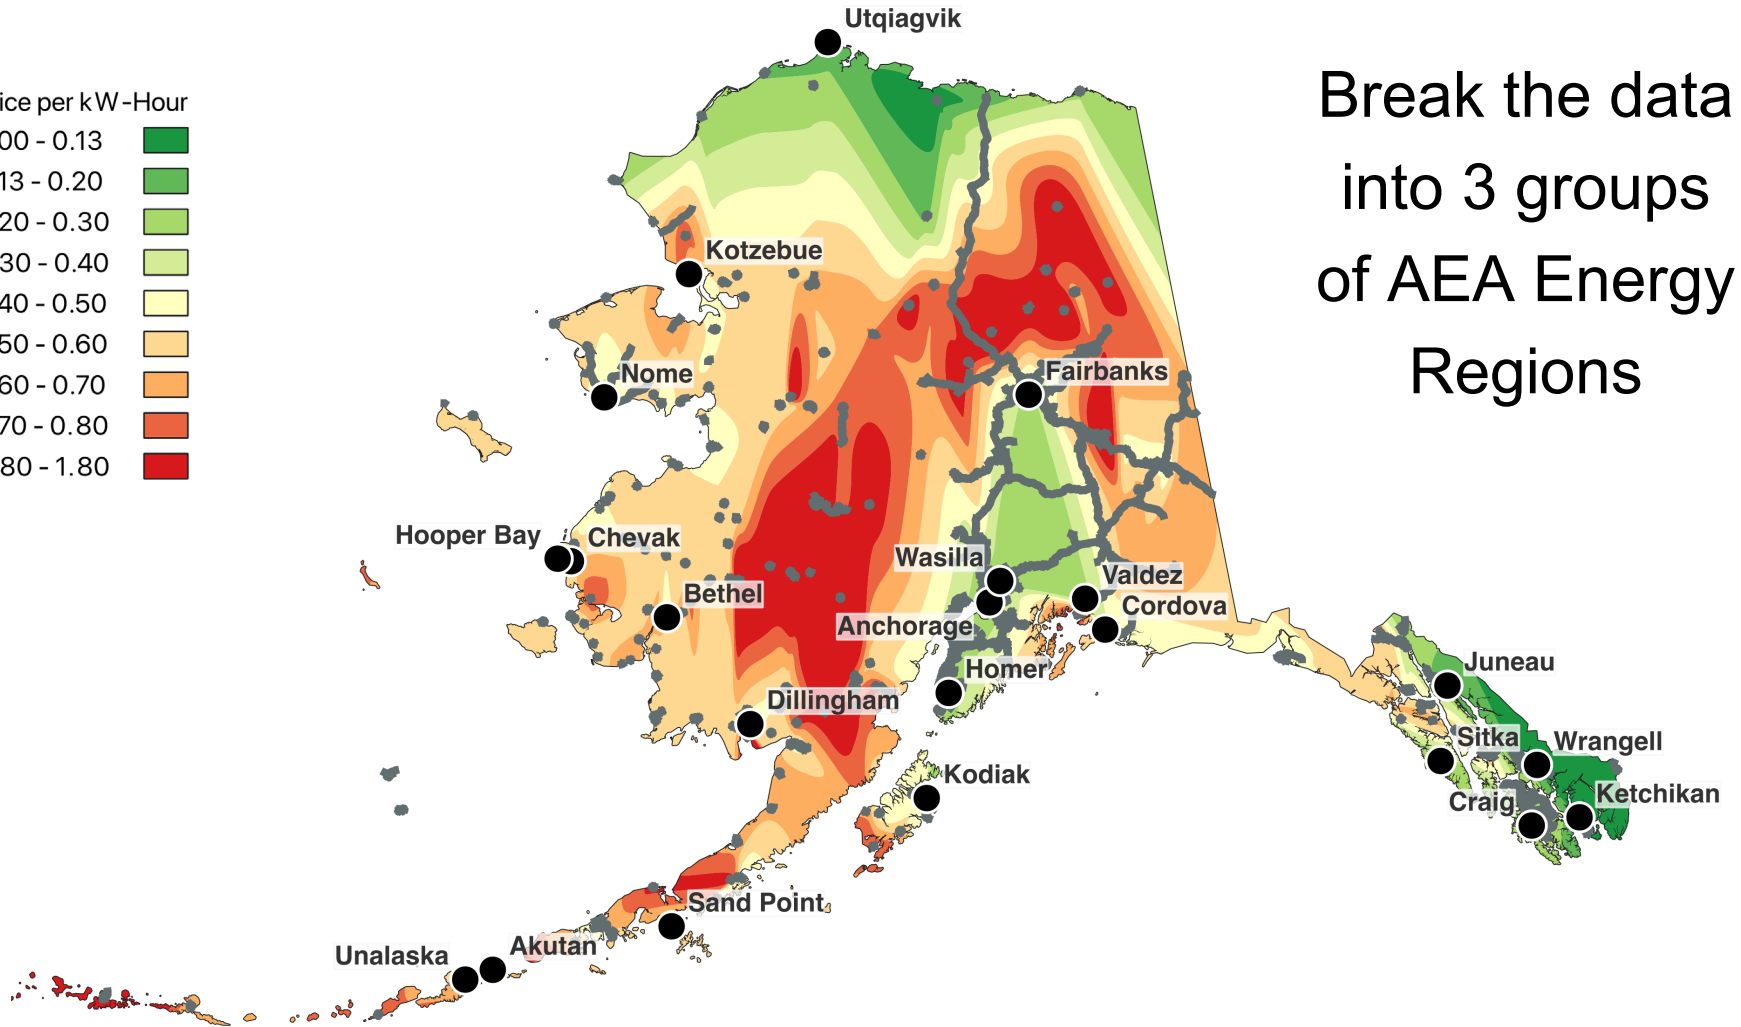 Utqiagvik
ice per kW-Hour
00 - 0.13
13 - 0.20
20 - 0.30
30 - 0.40
40 - 0.50
50 - 0.60
60 - 0.70
70 - 0.80
80 - 1.80
Break the data
into 3 groups
of AEA Energy
Regions
Kotzebue
Nome
Fairbanks
Hooper Bay
Chevak
Wasilla
Valdez
Bethel
Cordova
Anchorage
Homer
Juneau
Dillingham
Sitka
Wrangell
Kodiak
Craig
Ketchikan
Sand Point
Akutan
Unalaska